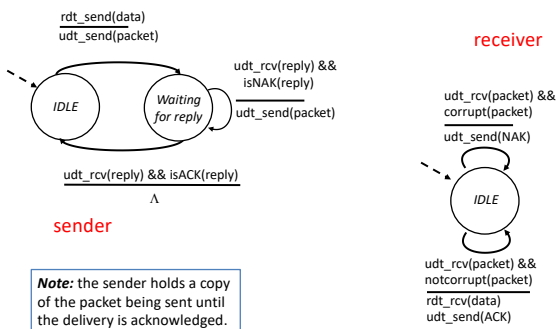 rdt_send(data)
udt_send(packet)
IDLE
Waiting
for reply
udt_rcv(reply) &&
isNAK(reply)
udt_send(packet)
udt_rcv(reply) && isACK(reply)
Λ
sender
Note: the sender holds a copy
of the packet being sent until
the delivery is acknowledged.
receiver
udt_rcv(packet) &&
corrupt(packet)
udt_send(NAK)
IDLE
udt_rcv(packet) &&
notcorrupt(packet)
rdt_rcv(data)
udt_send(ACK)